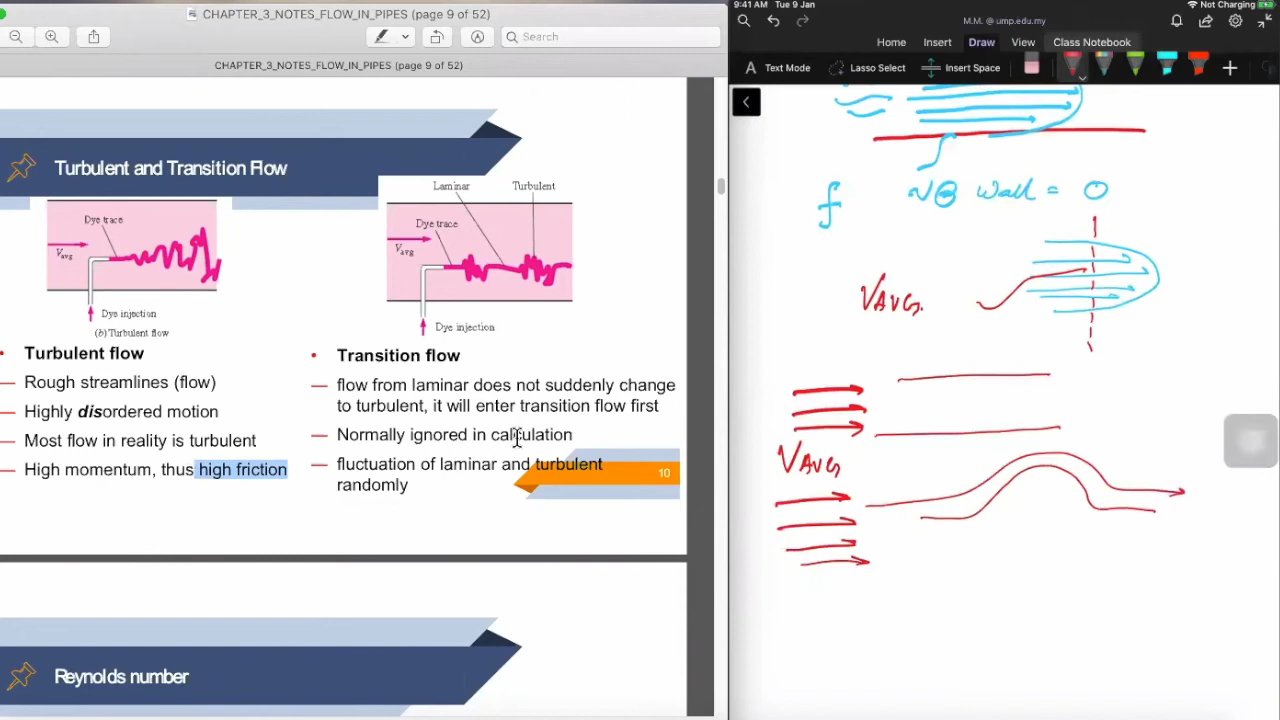 CHAPTER_3_NOTES_FLOW_IN_PIPES (page 9 of 52)
Search
CHAPTER_3_NOTES_FLOW_IN_PIPES (page 9 of 52)
Turbulent and Transition Flow
Dye trace
Vavg
Dye injection
(b) Turbulent flow
Laminar
Turbulent
Dye trace
Vavg
Dye injection
• Turbulent flow
— Rough streamlines (flow)
— Highly disordered motion
— Most flow in reality is turbulent
— High momentum, thus high friction
• Transition flow
— flow from laminar does not suddenly change
to turbulent, it will enter transition flow first
— Normally ignored in calculation
— fluctuation of laminar and turbulent
randomly
10
Reynolds number
9:41 AM Tue 9 Jan
Not Charging
M.M. @ ump.edu.my
Home Insert Draw View Class Notebook
A Text Mode Lasso Select Insert Space
f
V@ wall = 0
VAVG.
VAVG